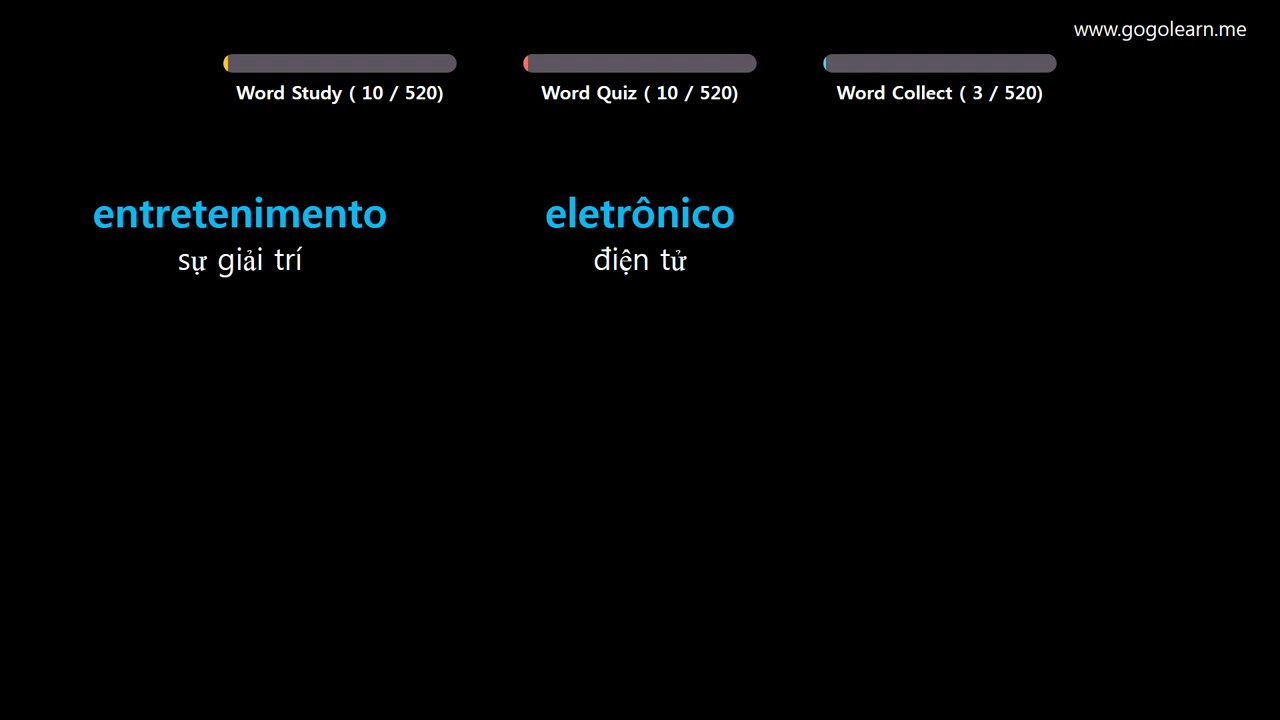 www.gogolearn.me
Word Study ( 10 / 520)
Word Quiz ( 10 / 520)
Word Collect ( 3 / 520)
entretenimento
sự giải trí
eletrônico
điện tử